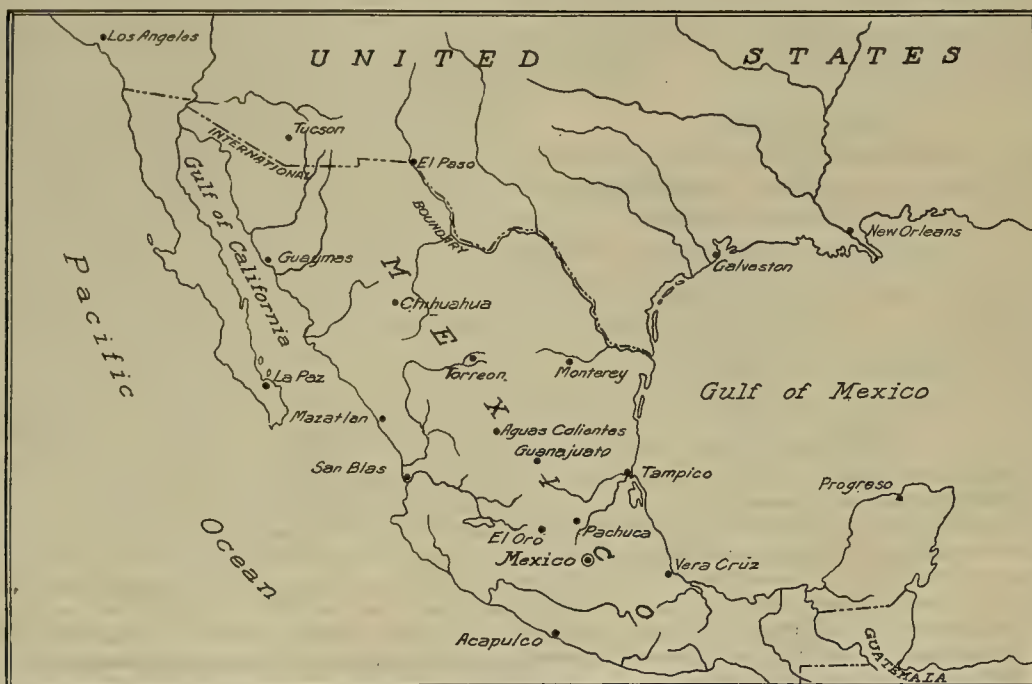 Los Angeles
UNITED STATES
Tucson
INTERNATIONAL
El Paso
BOUNDARY
Gulf of California
New Orleans
Guaymas
Galveston
Pacific
Ocean
MEXICO
Chihuahua
La Paz
Torreon
Monterey
Gulf of Mexico
Mazatlan
Aguas Calientes
Guanajuato
San Blas
Tampico
Progreso
El Oro
Pachuca
Mexico
Vera Cruz
Acapulco
GUATEMALA